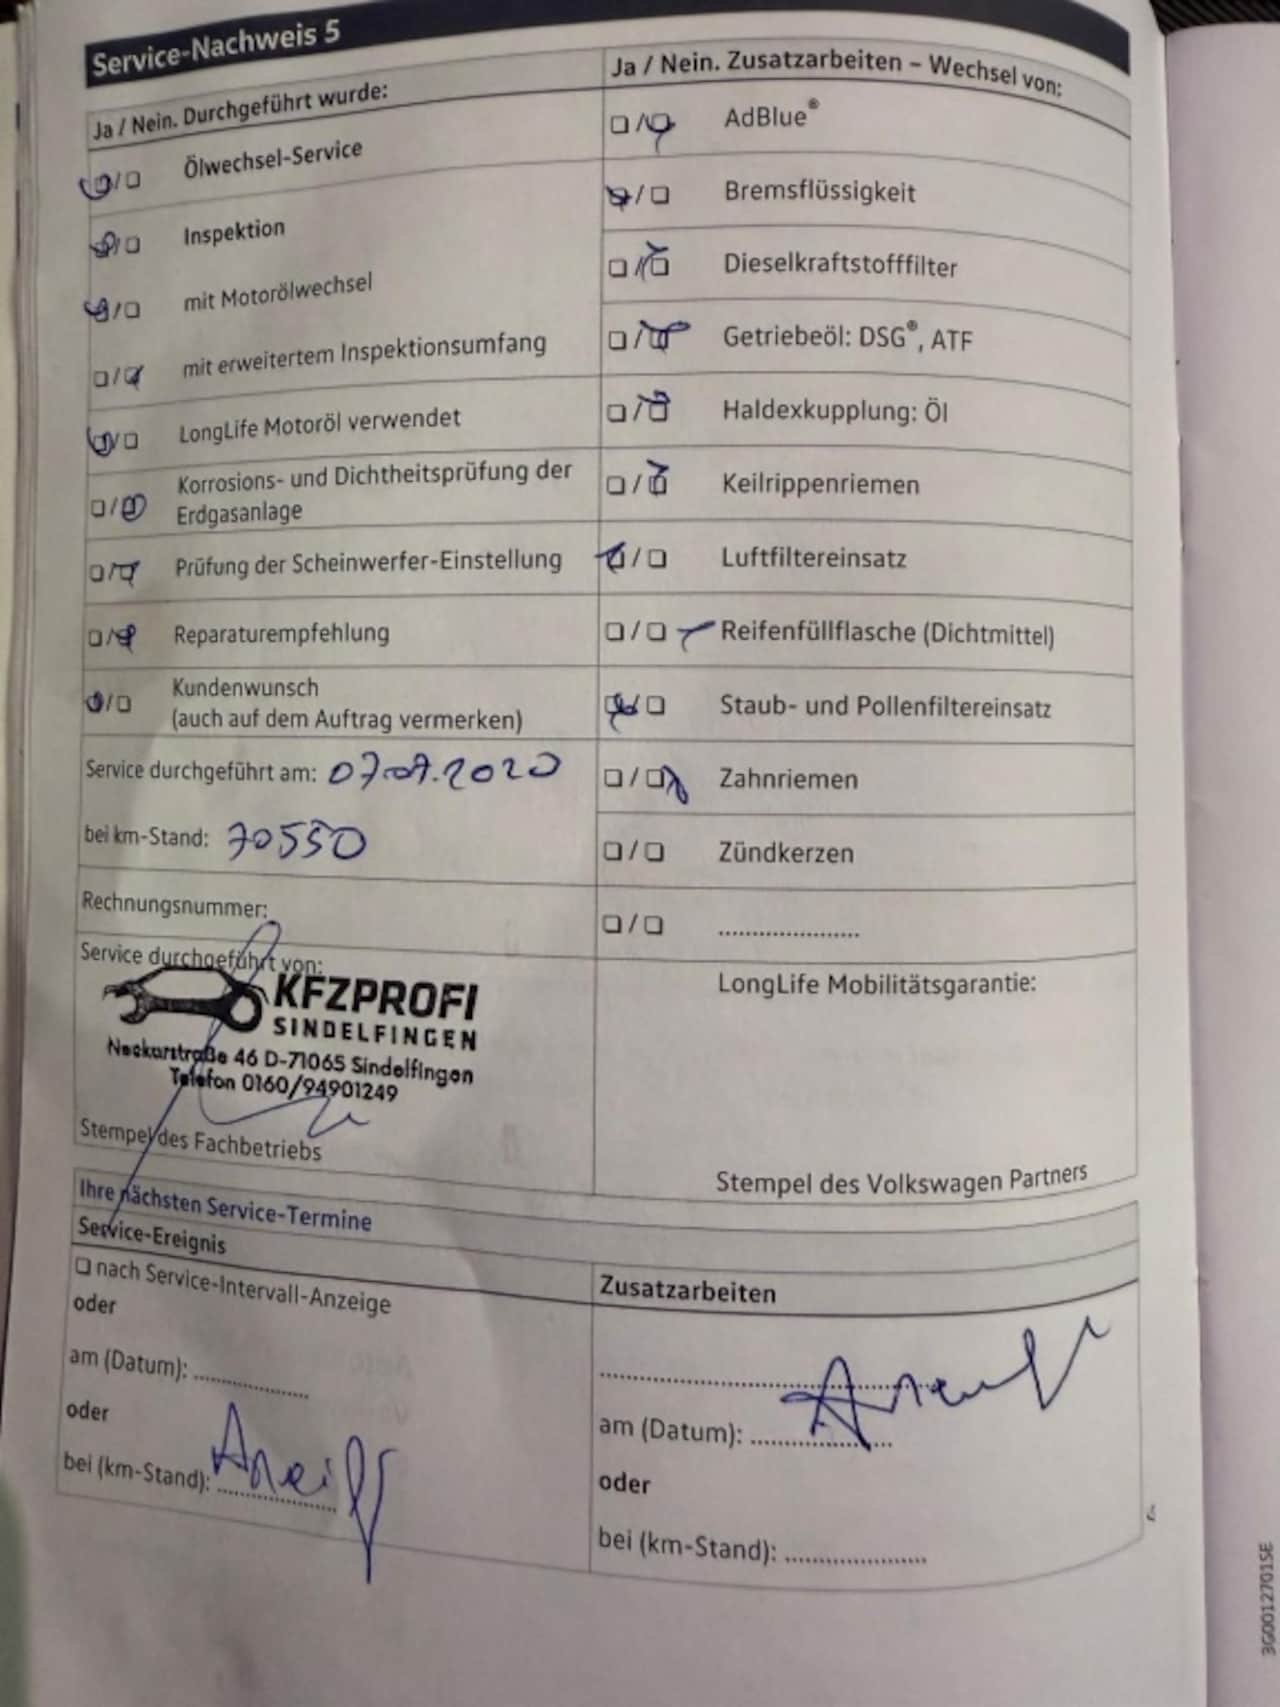 Service-Nachweis 5
Ja / Nein. Durchgeführt wurde:
❏/❏ Ölwechsel-Service
❏/❏ Inspektion
❏/❏ mit Motorölwechsel
❏/❏ mit erweitertem Inspektionsumfang
❏/❏ LongLife Motoröl verwendet
❏/❏ Korrosions- und Dichtheitsprüfung der
Erdgasanlage
❏/❏ Prüfung der Scheinwerfer-Einstellung
❏/❏ Reparaturempfehlung
❏/❏ Kundenwunsch
(auch auf dem Auftrag vermerken)
Service durchgeführt am: 07.07.2020
bei km-Stand: 70550
Rechnungsnummer:
Service durchgeführt von:
KFZPROFI
SINDELFINGEN
Neckarstraße 46 D-71065 Sindelfingen
Telefon 0160/94901249
Stempel des Fachbetriebs
Ja / Nein. Zusatzarbeiten – Wechsel von:
❏/❏ AdBlue®
❏/❏ Bremsflüssigkeit
❏/❏ Dieselkraftstofffilter
❏/❏ Getriebeöl: DSG®, ATF
❏/❏ Haldexkupplung: Öl
❏/❏ Keilrippenriemen
❏/❏ Luftfiltereinsatz
❏/❏ Reifenfüllflasche (Dichtmittel)
❏/❏ Staub- und Pollenfiltereinsatz
❏/❏ Zahnriemen
❏/❏ Zündkerzen
❏/❏ ......................
LongLife Mobilitätsgarantie:
Stempel des Volkswagen Partners
Ihre nächsten Service-Termine
Service-Ereignis
❏ nach Service-Intervall-Anzeige
oder
am (Datum): ..................
oder
bei (km-Stand): ..................
Zusatzarbeiten
am (Datum): ......................
oder
bei (km-Stand): ......................
3G0012701SE